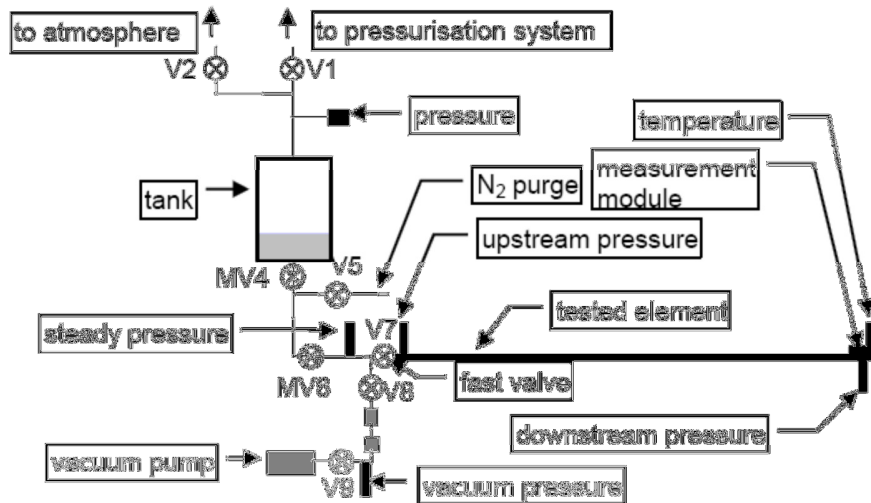 to atmosphere
to pressurisation system
V2
V1
pressure
temperature
measurement
module
tank
N₂ purge
upstream pressure
V5
MV4
tested element
steady pressure
V7
MV6
V8
fast valve
downstream pressure
vacuum pump
V9
vacuum pressure